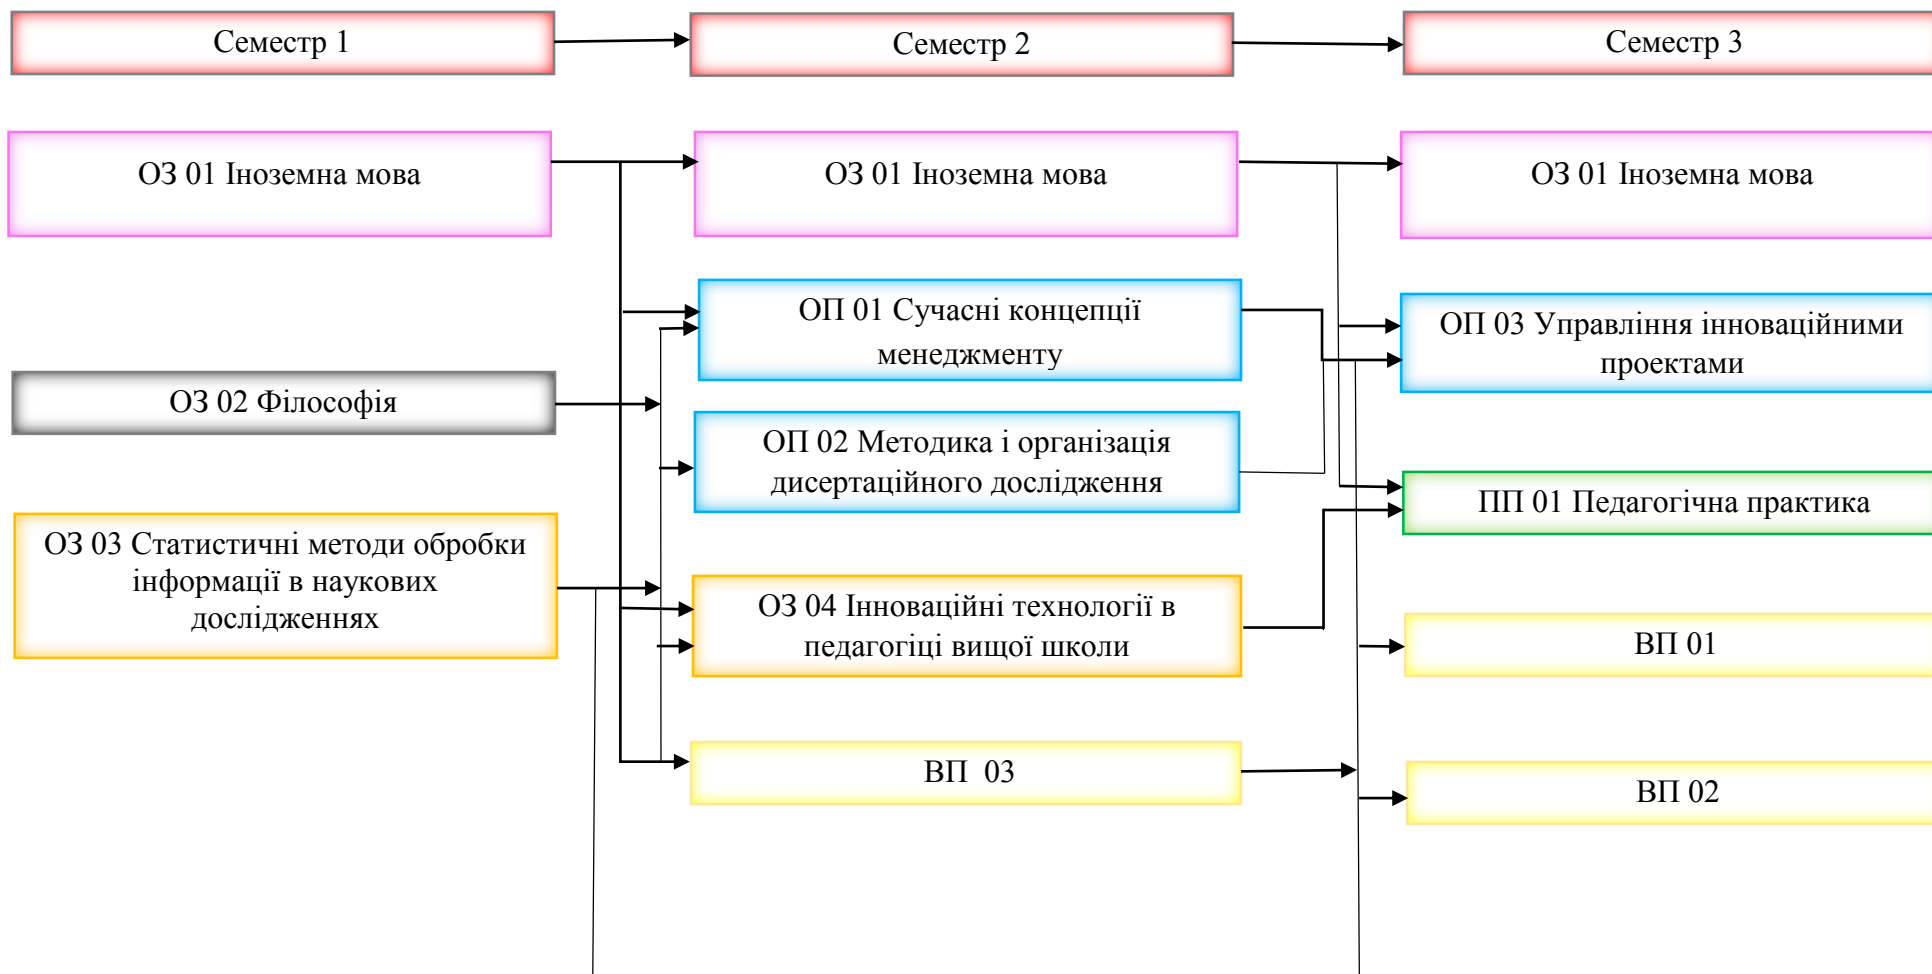 Семестр 1
Семестр 2
Семестр 3
ОЗ 01 Іноземна мова
ОЗ 01 Іноземна мова
ОЗ 01 Іноземна мова
ОП 01 Сучасні концепції
менеджменту
ОП 03 Управління інноваційними
проектами
ОЗ 02 Філософія
ОП 02 Методика і організація
дисертаційного дослідження
ПП 01 Педагогічна практика
ОЗ 03 Статистичні методи обробки
інформації в наукових
дослідженнях
ОЗ 04 Інноваційні технології в
педагогіці вищої школи
ВП 01
ВП 03
ВП 02